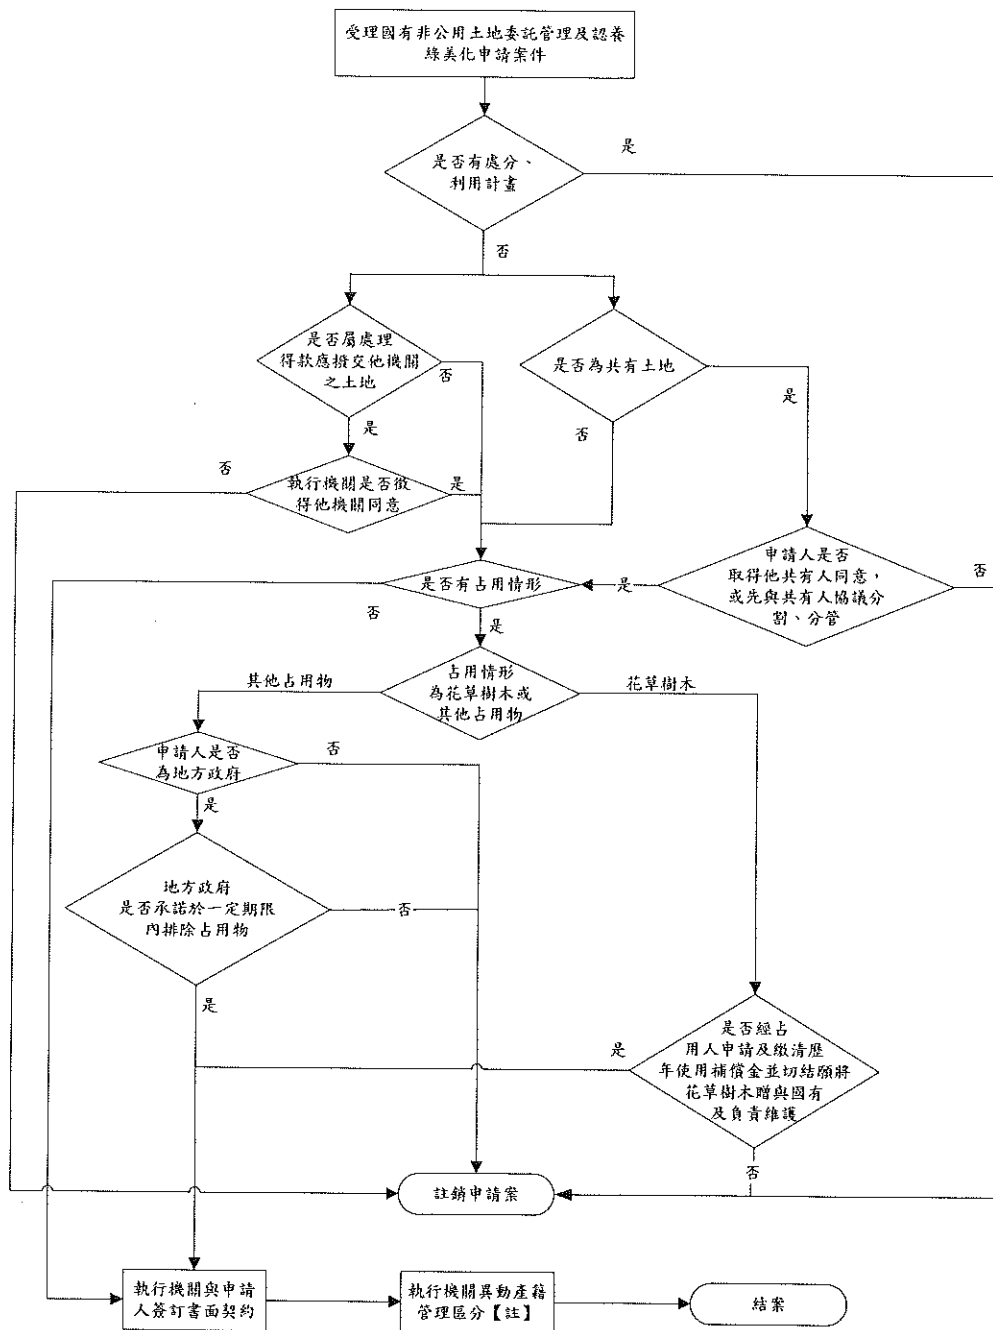 受理國有非公用土地委託管理及認養
綠美化申請案件
是否有處分、
利用計畫
是
否
是否屬處理
得款應撥交他機關
之土地
否
是否為共有土地
是
是
否
否
執行機關是否徵
得他機關同意
是
申請人是否
取得他共有人同意，
或先與共有人協議分
割、分管
否
是否有占用情形
是
否
是
占用情形
為花草樹木或
其他占用物
其他占用物
花草樹木
申請人是否
為地方政府
否
是
地方政府
是否承諾於一定期限
內排除占用物
否
是
是否經占
用人申請及繳清歷
年使用補償金並切結願將
花草樹木贈與國有
及負責維護
是
否
註銷申請案
執行機關與申請
人簽訂書面契約
執行機關異動產籍
管理區分【註】
結案